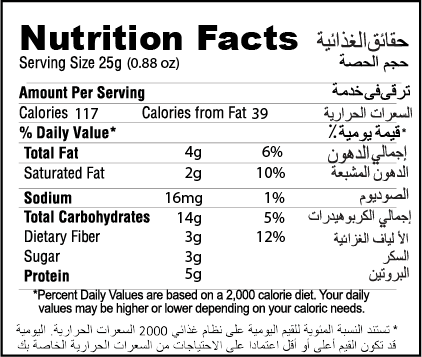 Nutrition Facts حقائق الغذائية
Serving Size 25g (0.88 oz) حجم الحصة
Amount Per Serving ترقى فى خدمة
Calories 117 Calories from Fat 39 السعرات الحرارية
% Daily Value* *قيمة يومية٪
Total Fat 4g 6% إجمالي الدهون
Saturated Fat 2g 10% الدهون المشبعة
Sodium 16mg 1% الصوديوم
Total Carbohydrates 14g 5% إجمالي الكربوهيدرات
Dietary Fiber 3g 12% الألياف الغزائية
Sugar 3g السكر
Protein 5g البروتين
*Percent Daily Values are based on a 2,000 calorie diet. Your daily
values may be higher or lower depending on your caloric needs.
* تستند النسبة المئوية للقيم اليومية على نظام غذائي 2000 السعرات الحرارية. اليومية
قد تكون القيم أعلى أو أقل اعتمادا على الاحتياجات من السعرات الحرارية الخاصة بك